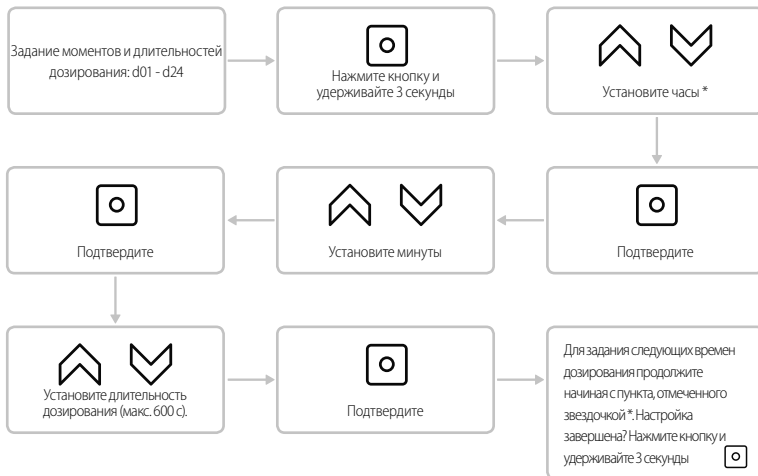 Задание моментов и длительностей
дозирования: d01 - d24
Нажмите кнопку и
удерживайте 3 секунды
Установите часы *
Подтвердите
Установите минуты
Подтвердите
Установите длительность
дозирования (макс. 600 с).
Подтвердите
Для задания следующих времен
дозирования продолжите
начиная с пункта, отмеченного
звездочкой *. Настройка
завершена? Нажмите кнопку и
удерживайте 3 секунды